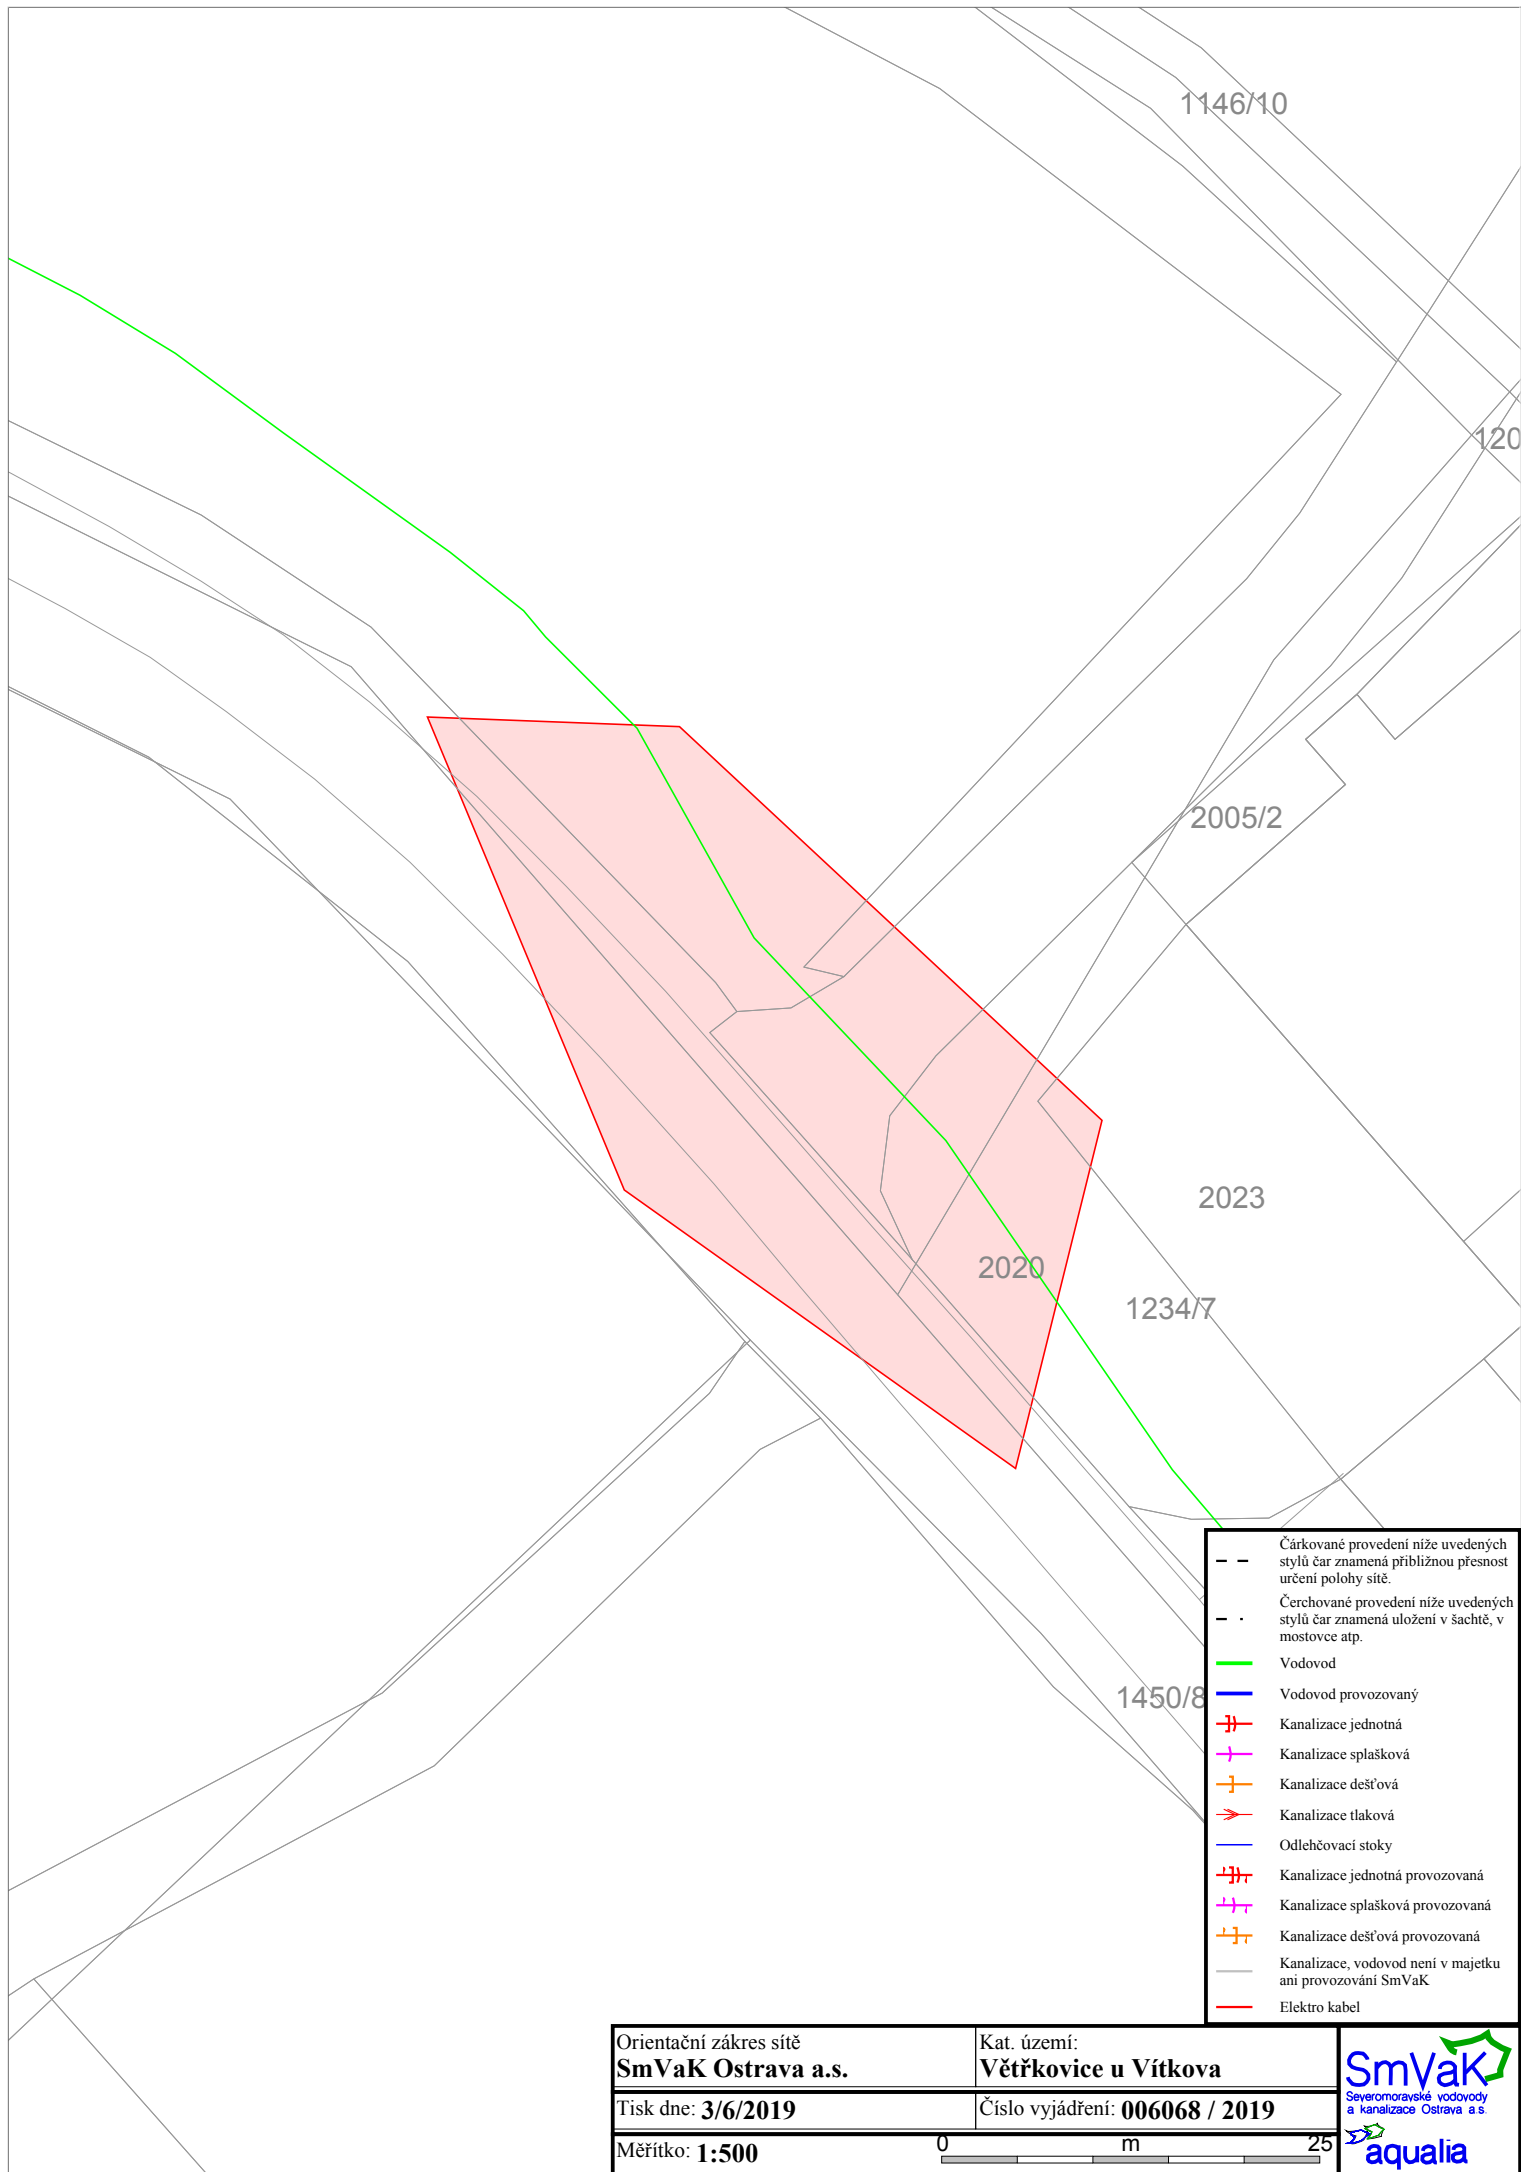 1146/10
120
2005/2
2023
2020
1234/7
1450/8
Čárkované provedení níže uvedených
stylů čar znamená přibližnou přesnost
určení polohy sítě.
Čerchované provedení níže uvedených
stylů čar znamená uložení v šachtě, v
mostovce atp.
Vodovod
Vodovod provozovaný
Kanalizace jednotná
Kanalizace splašková
Kanalizace dešťová
Kanalizace tlaková
Odlehčovací stoky
Kanalizace jednotná provozovaná
Kanalizace splašková provozovaná
Kanalizace dešťová provozovaná
Kanalizace, vodovod není v majetku
ani provozování SmVaK
Elektro kabel
Orientační zákres sítě
SmVaK Ostrava a.s.
Kat. území:
Větřkovice u Vítkova
Tisk dne: 3/6/2019
Číslo vyjádření: 006068 / 2019
Měřítko: 1:500
0 m 25
SmVaK
Severomoravské vodovody
a kanalizace Ostrava a.s.
aqualia